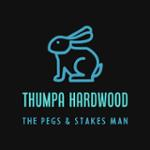 THUMPA HARDWOOD
THE PEGS & STAKES MAN